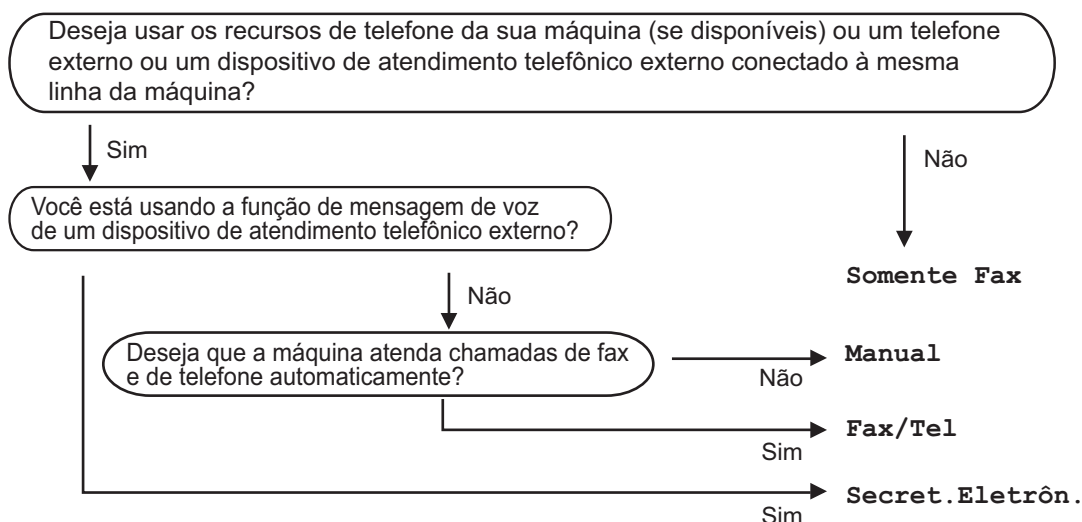 Deseja usar os recursos de telefone da sua máquina (se disponíveis) ou um telefone
externo ou um dispositivo de atendimento telefônico externo conectado à mesma
linha da máquina?
Sim
Não
Você está usando a função de mensagem de voz
de um dispositivo de atendimento telefônico externo?
Somente Fax
Não
Deseja que a máquina atenda chamadas de fax
e de telefone automaticamente?
Manual
Não
Fax/Tel
Sim
Secret.Eletrôn.
Sim